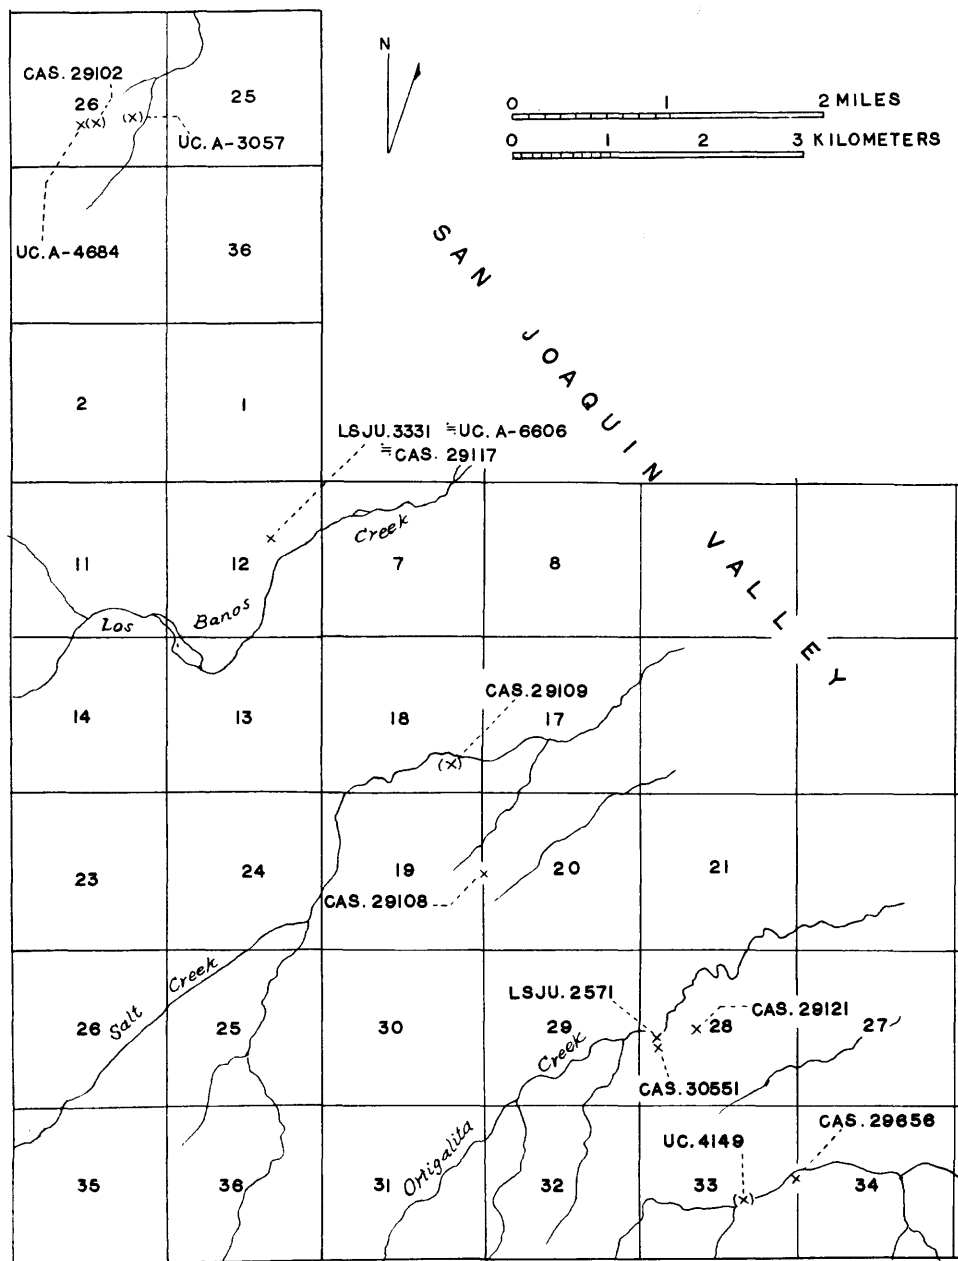 N
0 1 2 MILES
0 1 2 3 KILOMETERS
CAS. 29102
26 25
UC. A-3057
UC. A-4684 36
SAN JOAQUIN VALLEY
2 1
LSJU. 3331 ≒UC. A-6606
≒CAS. 29117
Creek
11 12 7 8
Los Banos
CAS. 29109
14 13 18 17
23 24 19 20 21
CAS. 29108
Salt Creek
LSJU. 2571
CAS. 29121
26 25 30 29 28 27
Creek
CAS. 30551
UC. 4149
CAS. 29656
Ortigalita
35 36 31 32 33 34